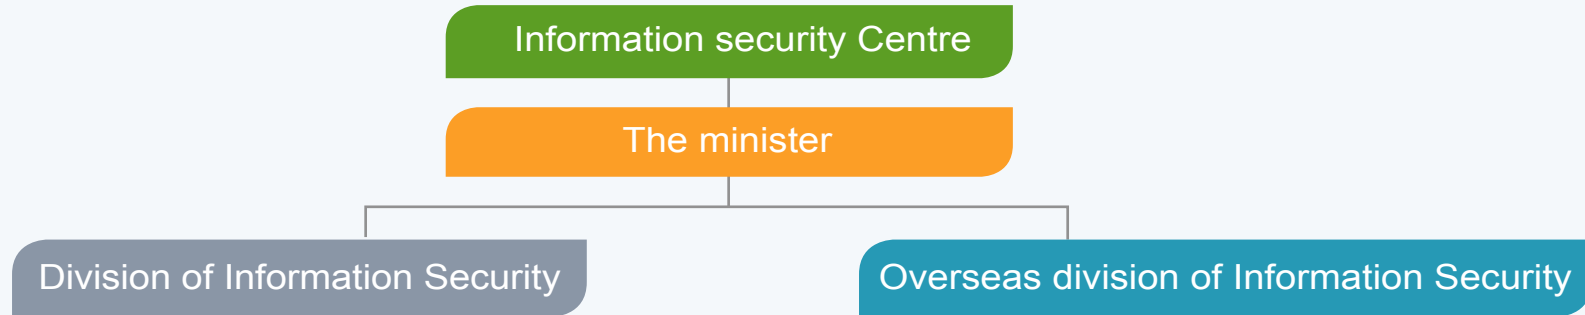 Information security Centre
The minister
Division of Information Security
Overseas division of Information Security